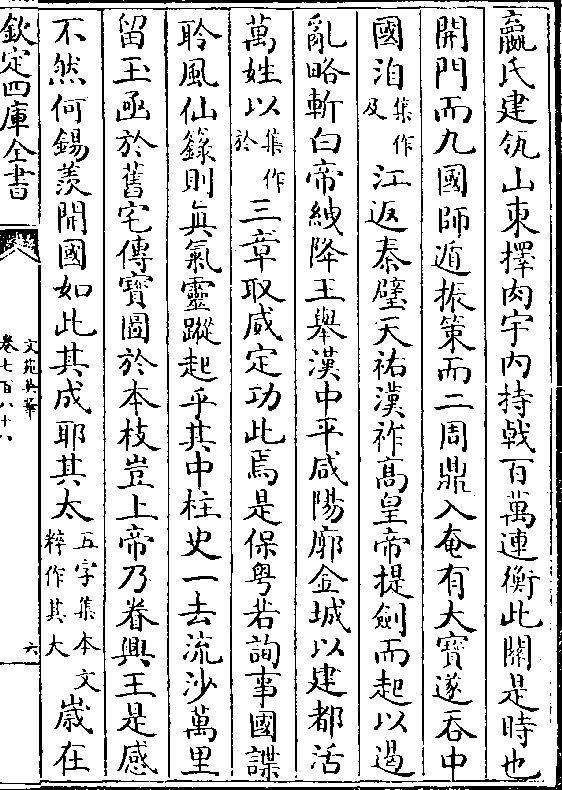 嬴氏建瓴山東擇肉宇内持戟百萬連衡此關是時也
開門而九國師遁振策而二周鼎入奄有大寶遂吞中
國洎集作及江返秦璧天祐漢祚高皇帝提劍而起以遏
亂略斬白帝紲降王舉漢中平咸陽廓金城以建都活
萬姓以集作於三章取威定功此焉是保粤若詢事國諜
聆風仙籙則真氣靈蹤起乎其中柱史一去流沙萬里
留玉函於舊宅傳寶圖於本枝豈上帝乃眷興王是感
不然何錫羨開國如此其成耶其太五字集本文粹作其大歲在
欽定四庫全書
文苑英華
卷七百八十八
六